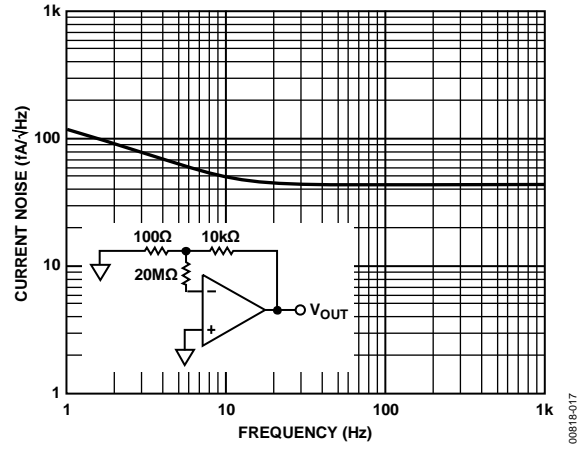 1k
100
10
1
CURRENT NOISE (fA/√Hz)
100Ω
10kΩ
20MΩ
–
+
VOUT
1
10
100
1k
FREQUENCY (Hz)
00818-017